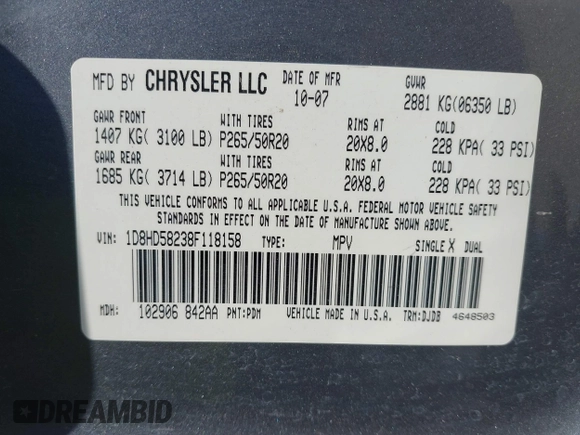 MFD BY CHRYSLER LLC DATE OF MFR GVWR
10-07 2881 KG(06350 LB)
GAWR FRONT WITH TIRES RIMS AT COLD
1407 KG( 3100 LB) P265/50R20 20X8.0 228 KPA( 33 PSI)
GAWR REAR WITH TIRES RIMS AT COLD
1685 KG( 3714 LB) P265/50R20 20X8.0 228 KPA( 33 PSI)
THIS VEHICLE CONFORMS TO ALL APPLICABLE U.S.A. FEDERAL MOTOR VEHICLE SAFETY
STANDARDS IN EFFECT ON THE DATE OF MANUFACTURE SHOWN ABOVE.
VIN: 1D8HD58238F118158 TYPE: MPV SINGLE X DUAL
MDH: 102906 842AA PNT:PDM VEHICLE MADE IN U.S.A. TRM:DJDB 4648503
DREAMBID